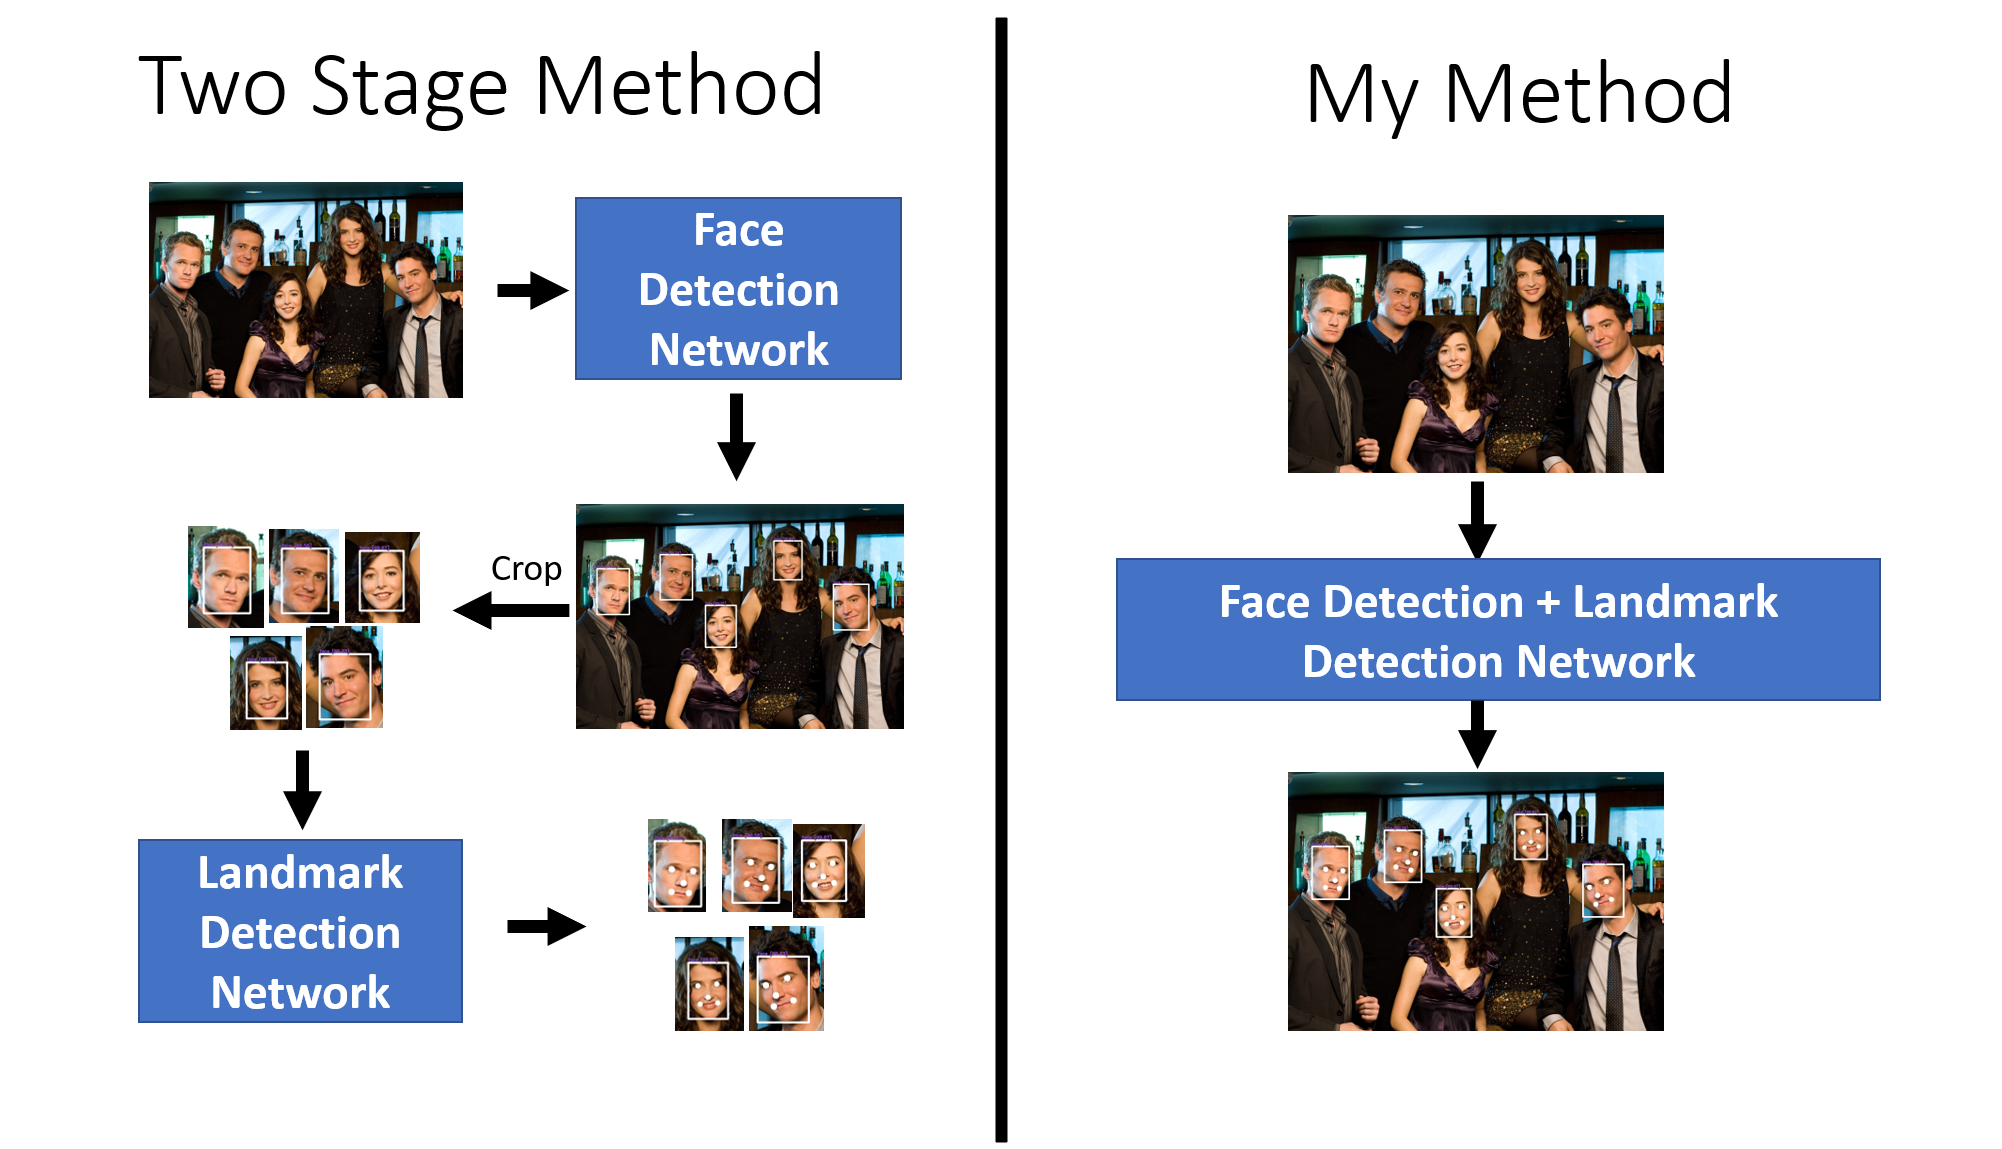 Two Stage Method
Face
Detection
Network
Crop
Landmark
Detection
Network
My Method
Face Detection + Landmark
Detection Network